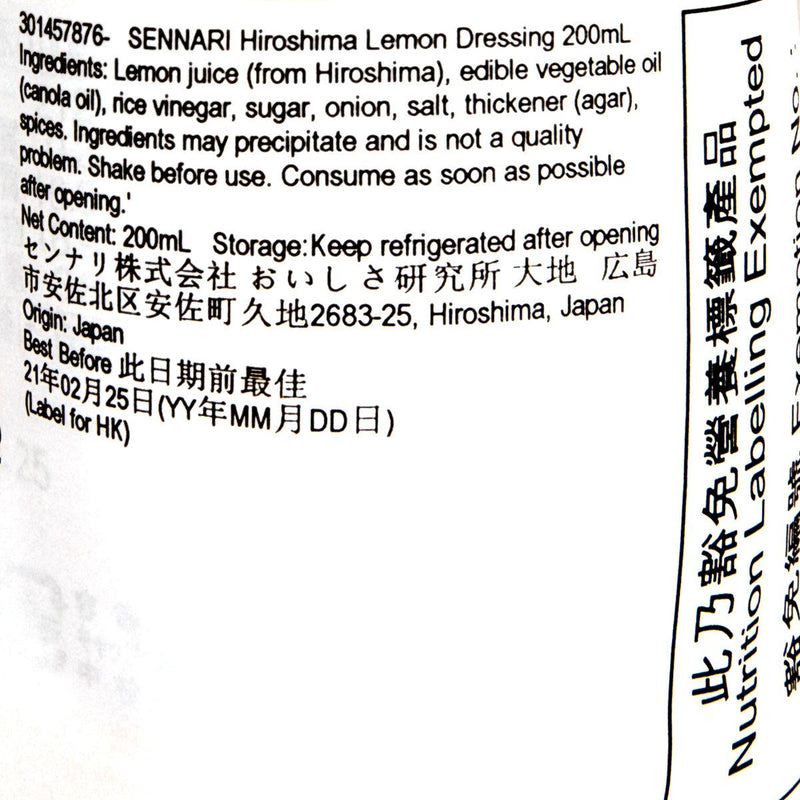 301457876- SENNARI Hiroshima Lemon Dressing 200mL
Ingredients: Lemon juice (from Hiroshima), edible vegetable oil
(canola oil), rice vinegar, sugar, onion, salt, thickener (agar),
spices. Ingredients may precipitate and is not a quality
problem. Shake before use. Consume as soon as possible
after opening.'
Net Content: 200mL Storage:Keep refrigerated after opening
センナリ株式会社 おいしさ研究所 大地 広島
市安佐北区安佐町久地2683-25, Hiroshima, Japan
Origin: Japan
Best Before 此日期前最佳
21年02月25日(YY年MM月DD日)
(Label for HK)
此乃豁免營養標籤產品
Nutrition Labelling Exempted
豁免編號 Exemption No.